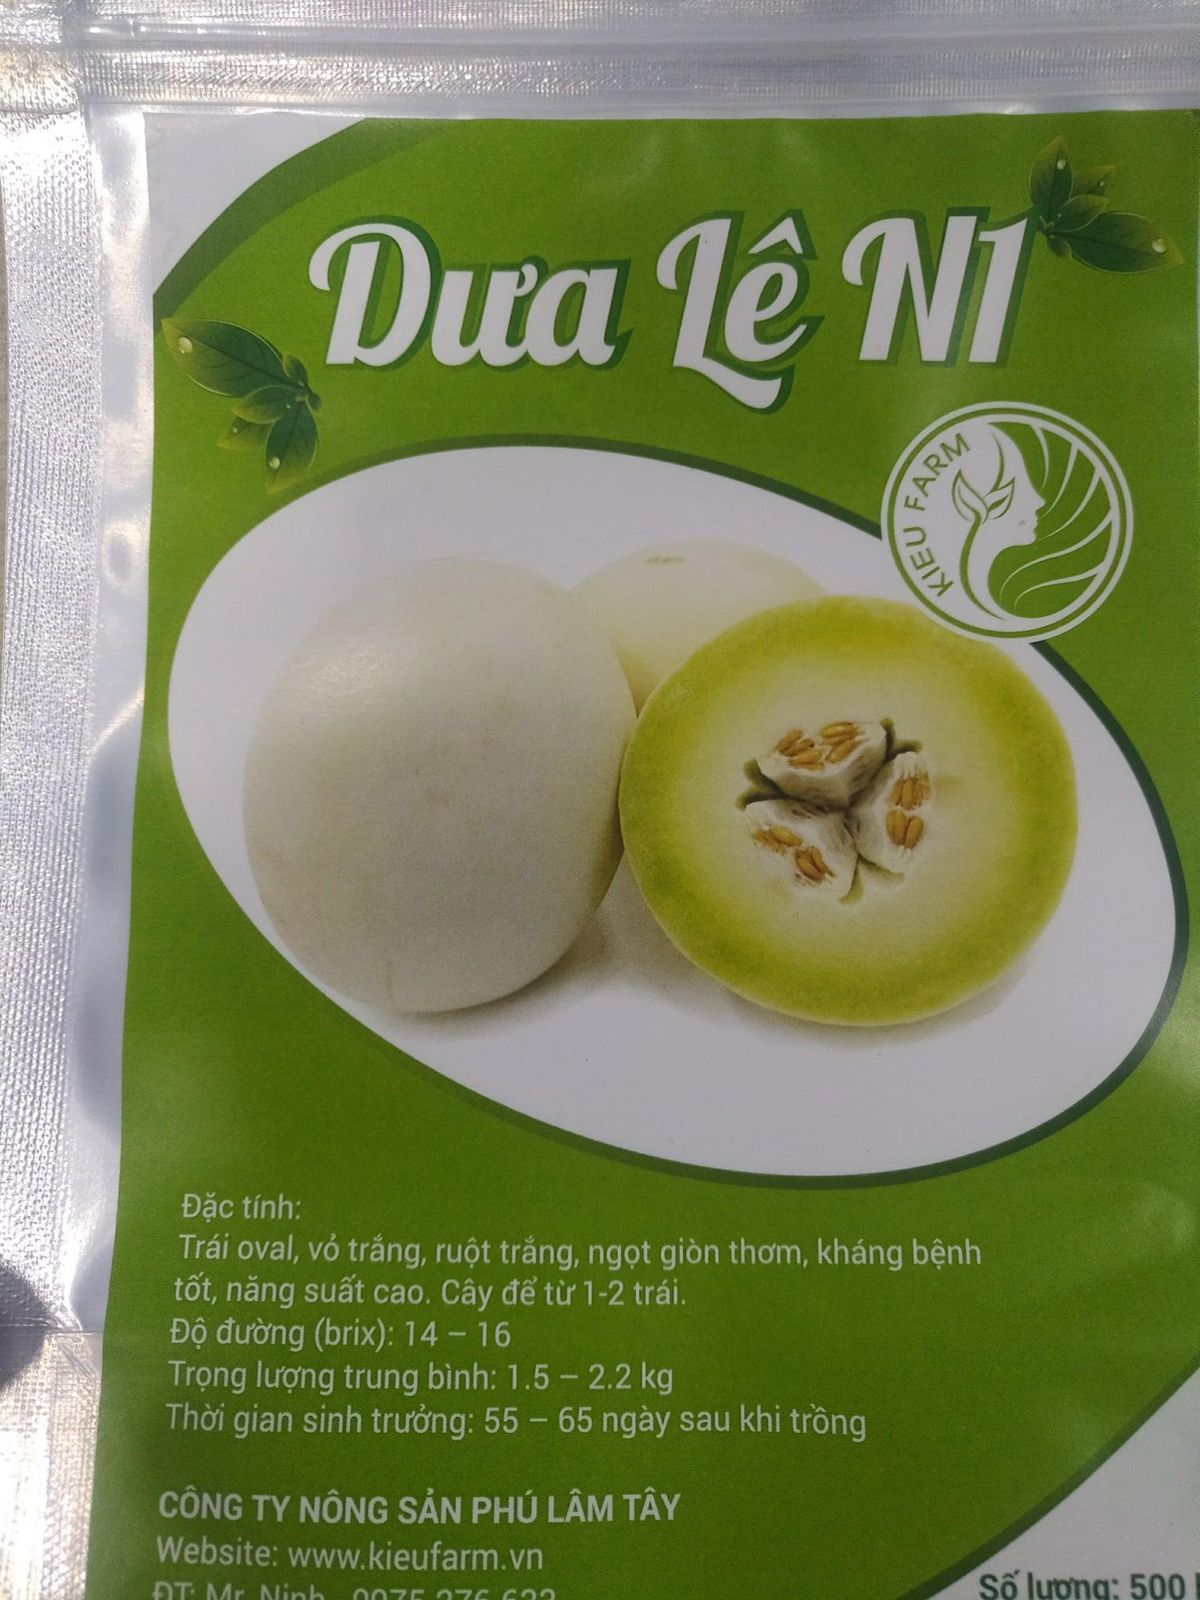 Dưa Lê N1
KIEU FARM
Đặc tính:
Trái oval, vỏ trắng, ruột trắng, ngọt giòn thơm, kháng bệnh
tốt, năng suất cao. Cây để từ 1-2 trái.
Độ đường (brix): 14 – 16
Trọng lượng trung bình: 1.5 – 2.2 kg
Thời gian sinh trưởng: 55 – 65 ngày sau khi trồng
CÔNG TY NÔNG SẢN PHÚ LÂM TÂY
Website: www.kieufarm.vn
ĐT: Mr. Ninh
Số lượng: 500